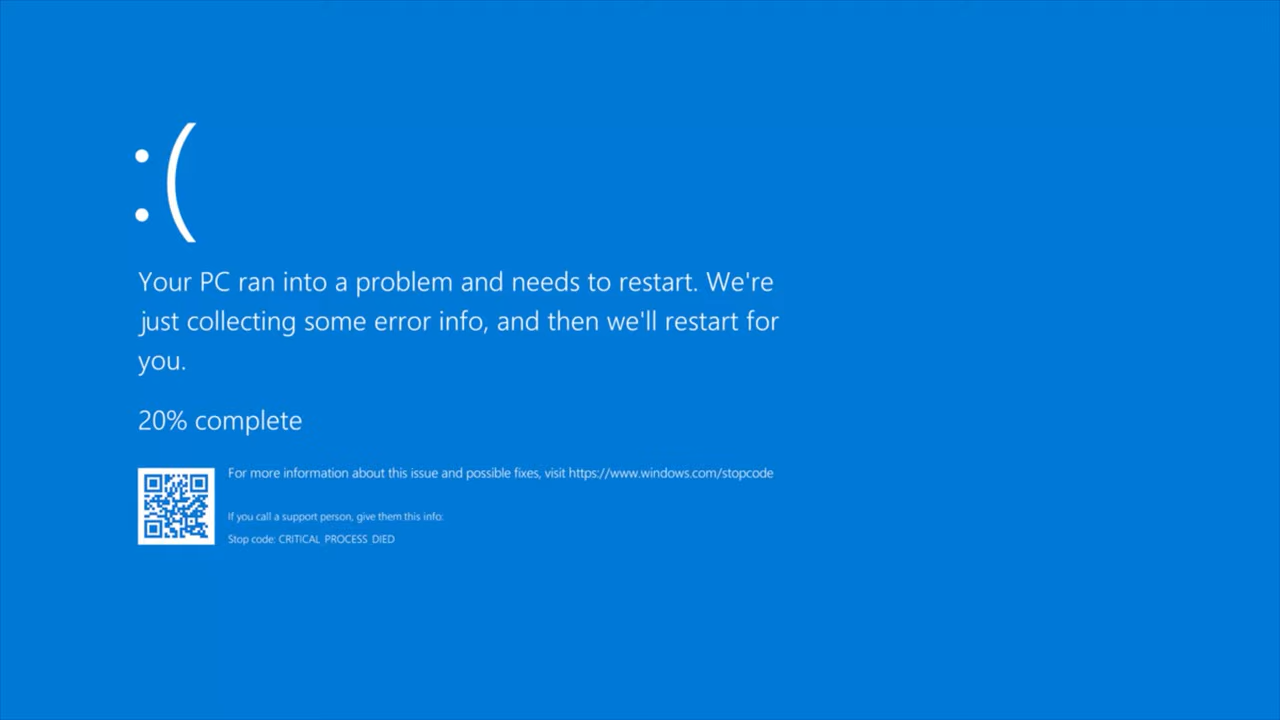 :(
Your PC ran into a problem and needs to restart. We're
just collecting some error info, and then we'll restart for
you.
20% complete
For more information about this issue and possible fixes, visit https://www.windows.com/stopcode
If you call a support person, give them this info:
Stop code: CRITICAL_PROCESS_DIED